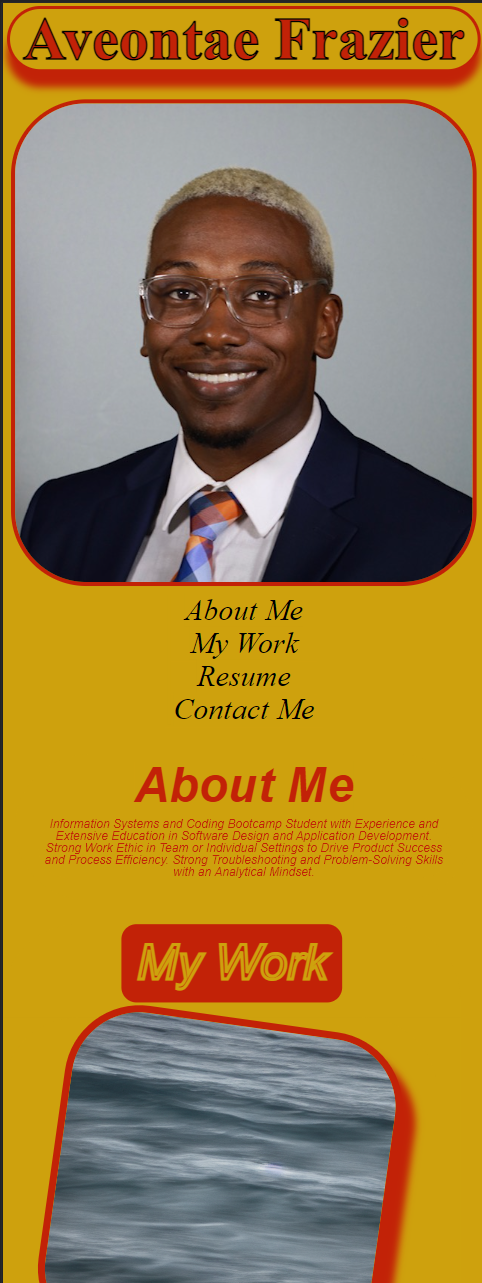 Aveontae Frazier
About Me
My Work
Resume
Contact Me
About Me
Information Systems and Coding Bootcamp Student with Experience and
Extensive Education in Software Design and Application Development.
Strong Work Ethic in Team or Individual Settings to Drive Product Success
and Process Efficiency. Strong Troubleshooting and Problem-Solving Skills
with an Analytical Mindset.
My Work